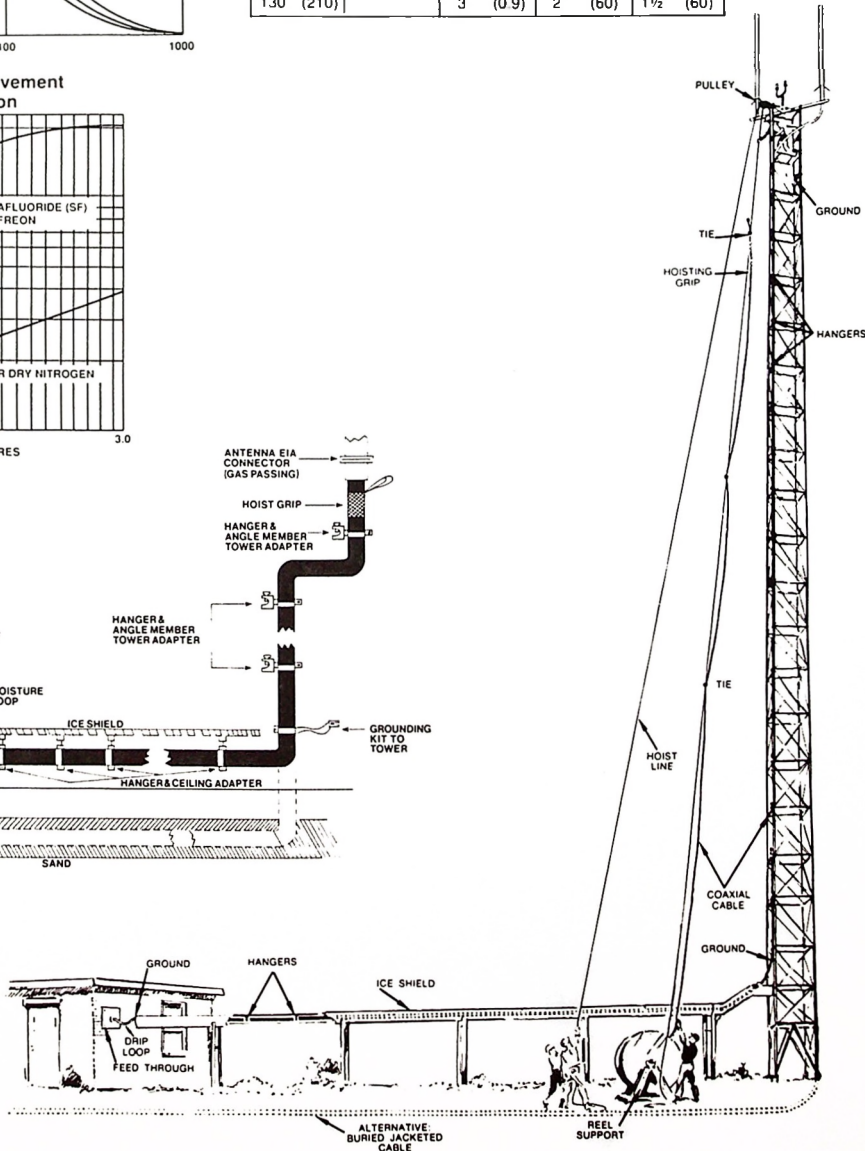 130 (210) 3 (0.9) 2 (60) 1½ (60)
1000
vement
on
AFLUORIDE (SF)
FREON
R DRY NITROGEN
3.0
RES
PULLEY
GROUND
TIE
HOISTING
GRIP
HANGERS
TIE
HOIST
LINE
COAXIAL
CABLE
GROUND
ANTENNA EIA
CONNECTOR
(GAS PASSING)
HOIST GRIP
HANGER &
ANGLE MEMBER
TOWER ADAPTER
HANGER &
ANGLE MEMBER
TOWER ADAPTER
OISTURE
OOP
ICE SHIELD
GROUNDING
KIT TO
TOWER
HANGER & CEILING ADAPTER
SAND
GROUND
HANGERS
ICE SHIELD
DRIP
LOOP
FEED THROUGH
ALTERNATIVE:
BURIED JACKETED
CABLE
REEL
SUPPORT